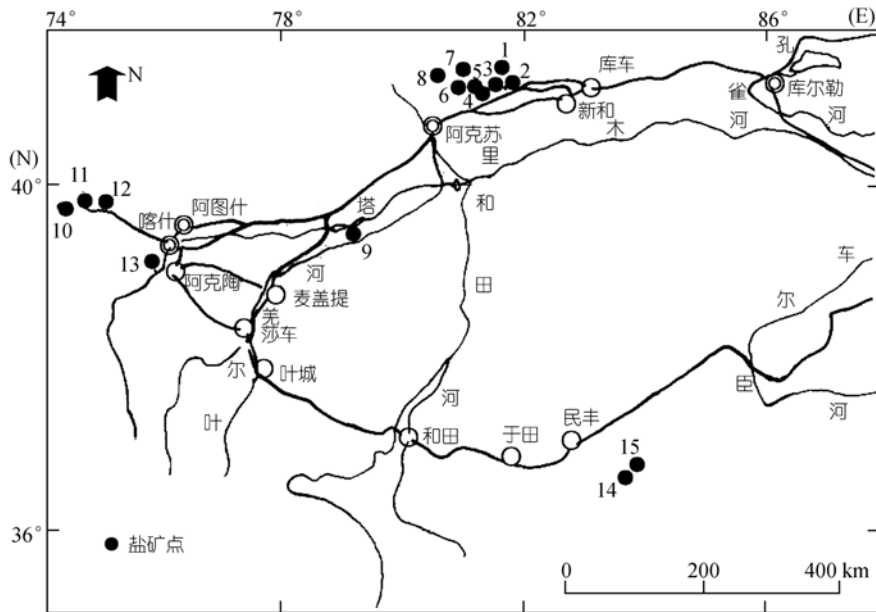 74° 78° 82° 86° (E)
N
(N)
40°
36°
1
2
53
4
6
7
8
9
10
11
12
13
14
15
库车
新和
库尔勒
孔
雀
河
河
阿克苏
塔
里
木
河
阿图什
喀什
阿克陶
麦盖提
莎车
叶城
叶
尔
羌
河
和田
和
田
河
于田
民丰
车
尔
臣
河
盐矿点
0 200 400 km